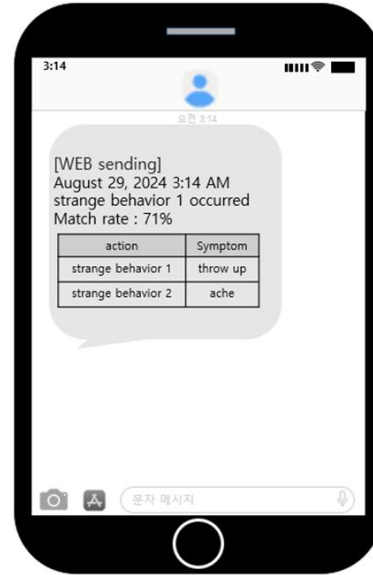 3:14
오전 3:14
[WEB sending]
August 29, 2024 3:14 AM
strange behavior 1 occurred
Match rate : 71%
action Symptom
strange behavior 1 throw up
strange behavior 2 ache
문자 메시지